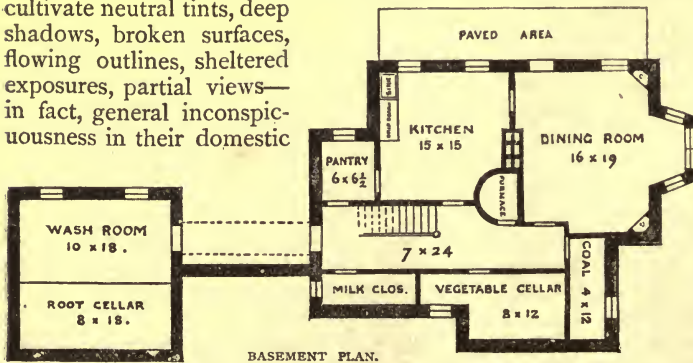 cultivate neutral tints, deep
shadows, broken surfaces,
flowing outlines, sheltered
exposures, partial views—
in fact, general inconspic-
uousness in their domestic
PAVED AREA
KITCHEN
15 x 15
DINING ROOM
16 x 19
C
PANTRY
6 x 6½
FURNACE
WASH ROOM
10 x 18.
7 x 24
COAL 4 x 12
C
ROOT CELLAR
8 x 18.
MILK CLOS.
VEGETABLE CELLAR
8 x 12
BASEMENT PLAN.